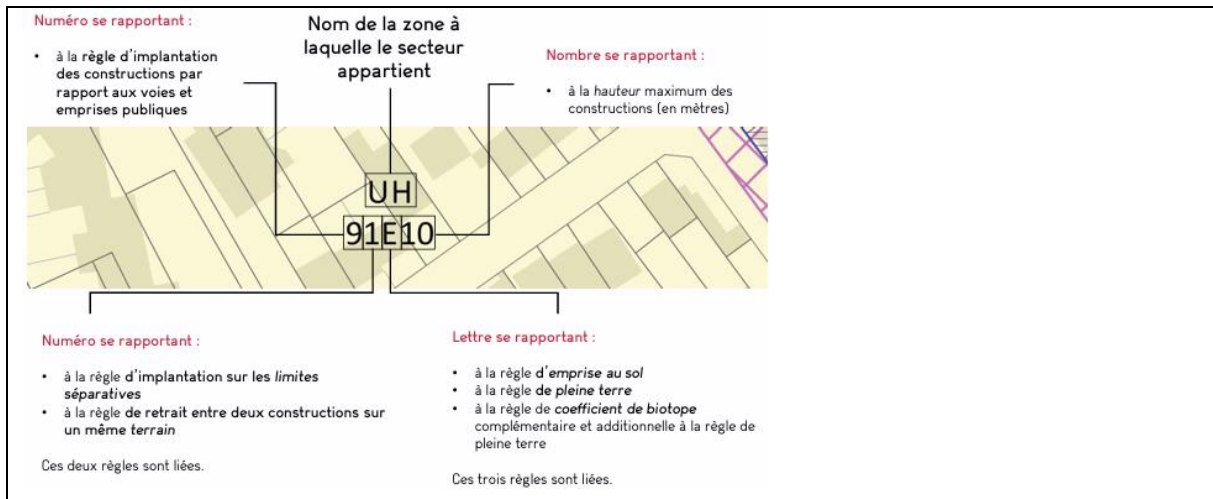 Numéro se rapportant :
• à la règle d'implantation
des constructions par
rapport aux voies et
emprises publiques
Nom de la zone à
laquelle le secteur
appartient
Nombre se rapportant :
• à la hauteur maximum des
constructions (en mètres)
UH
91E10
Numéro se rapportant :
• à la règle d'implantation sur les limites
séparatives
• à la règle de retrait entre deux constructions sur
un même terrain
Ces deux règles sont liées.
Lettre se rapportant :
• à la règle d'emprise au sol
• à la règle de pleine terre
• à la règle de coefficient de biotope
complémentaire et additionnelle à la règle de
pleine terre
Ces trois règles sont liées.